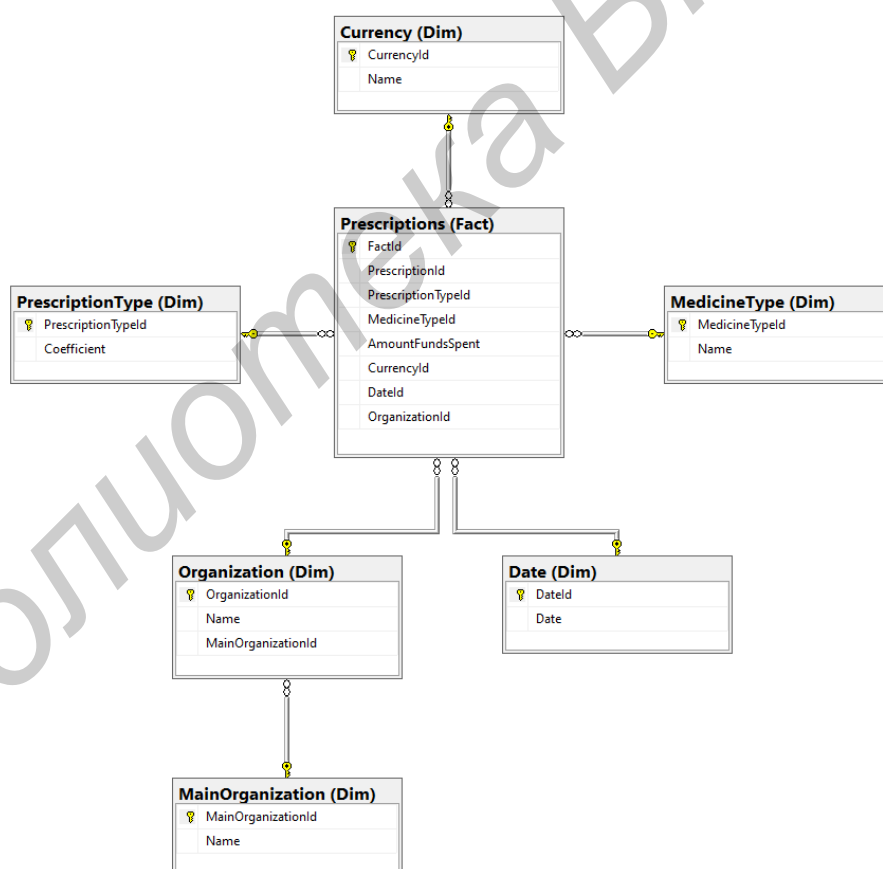 Currency (Dim)
CurrencyId
Name
Prescriptions (Fact)
FactId
PrescriptionId
PrescriptionTypeId
MedicineTypeId
AmountFundsSpent
CurrencyId
DateId
OrganizationId
PrescriptionType (Dim)
PrescriptionTypeId
Coefficient
MedicineType (Dim)
MedicineTypeId
Name
Organization (Dim)
OrganizationId
Name
MainOrganizationId
Date (Dim)
DateId
Date
MainOrganization (Dim)
MainOrganizationId
Name